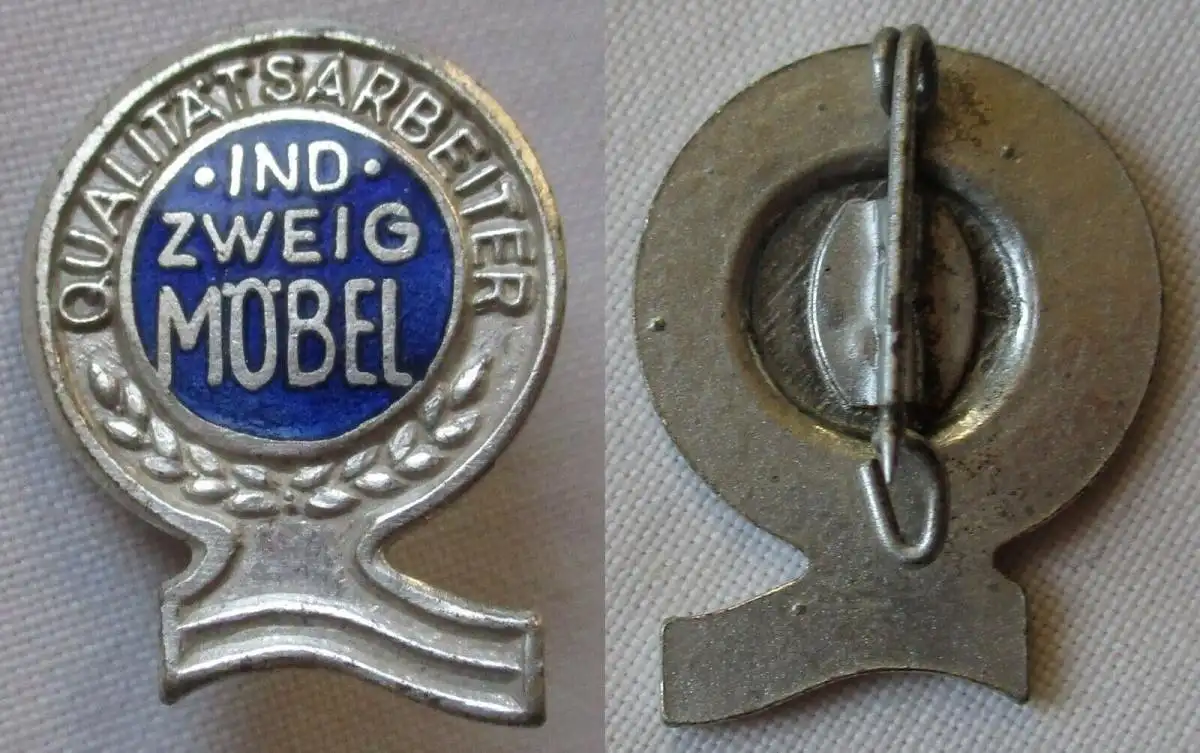 QUALITÄTSARBEITER
· IND ·
ZWEIG
MÖBEL